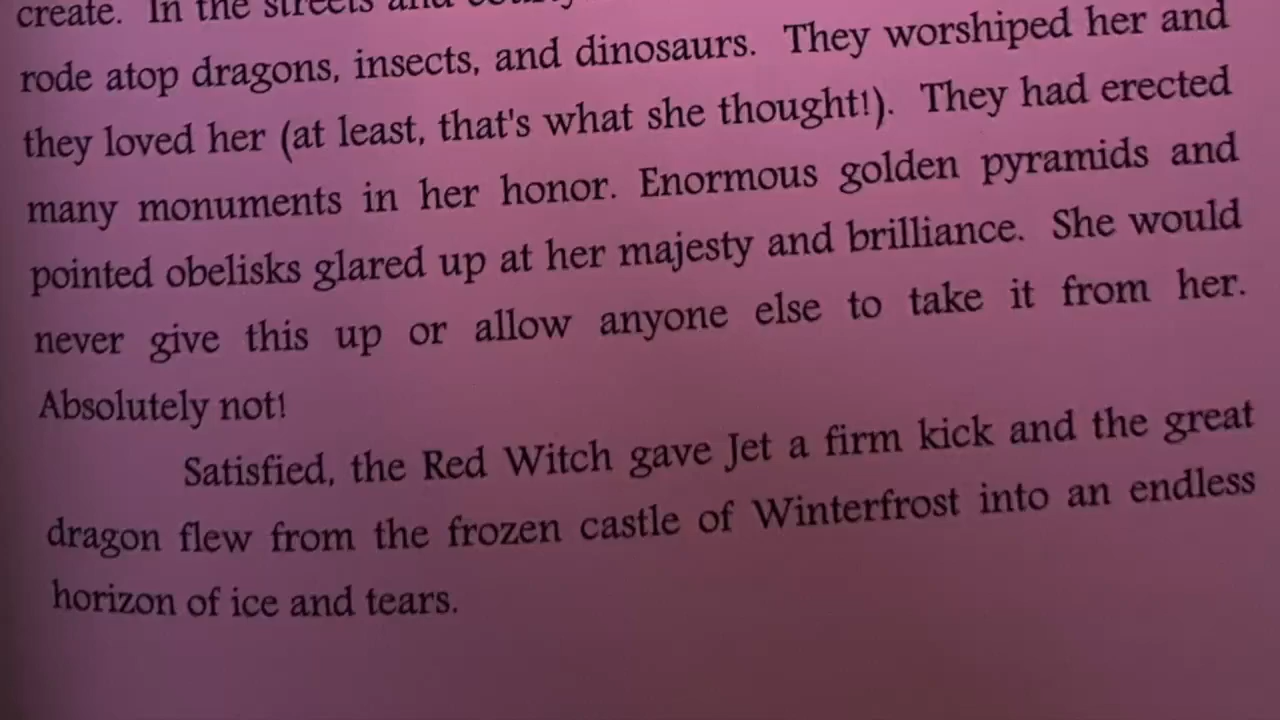 create. In the streets and
rode atop dragons, insects, and dinosaurs. They worshiped her and
they loved her (at least, that's what she thought!). They had erected
many monuments in her honor. Enormous golden pyramids and
pointed obelisks glared up at her majesty and brilliance. She would
never give this up or allow anyone else to take it from her.
Absolutely not!
Satisfied, the Red Witch gave Jet a firm kick and the great
dragon flew from the frozen castle of Winterfrost into an endless
horizon of ice and tears.